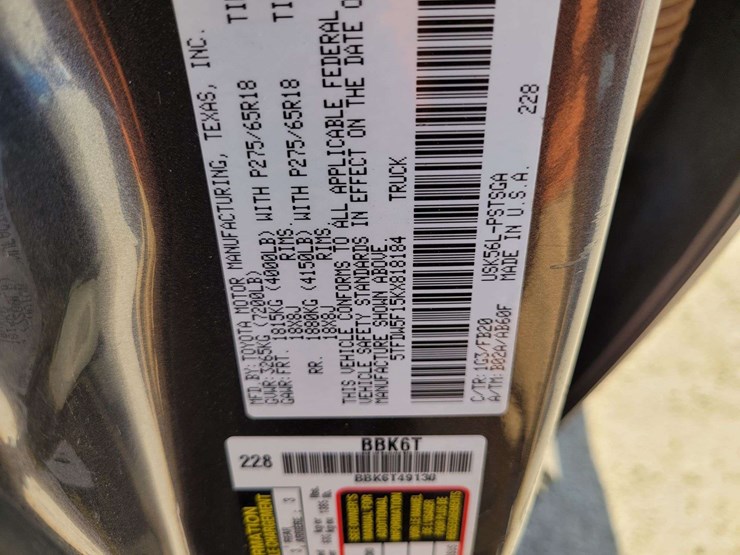 MFD.BY: TOYOTA MOTOR MANUFACTURING, TEXAS, INC.
GVWR: 3265KG (7200LB)
GAWR: FRT. 1815KG (4000LB) WITH P275/65R18
18X8J RIMS,
RR. 1880KG (4150LB) WITH P275/65R18
18X8J RIMS,
THIS VEHICLE CONFORMS TO ALL APPLICABLE FEDERAL
VEHICLE SAFETY STANDARDS IN EFFECT ON THE DATE O
MANUFACTURE SHOWN ABOVE.
5TFDW5F15KX818184 TRUCK
C/TR: 1G3/FB20 USK56L-PSTSGA 228
A/TM: B02A/AB60F MADE IN U.S.A.
228 BBK6T
BBK6T49130